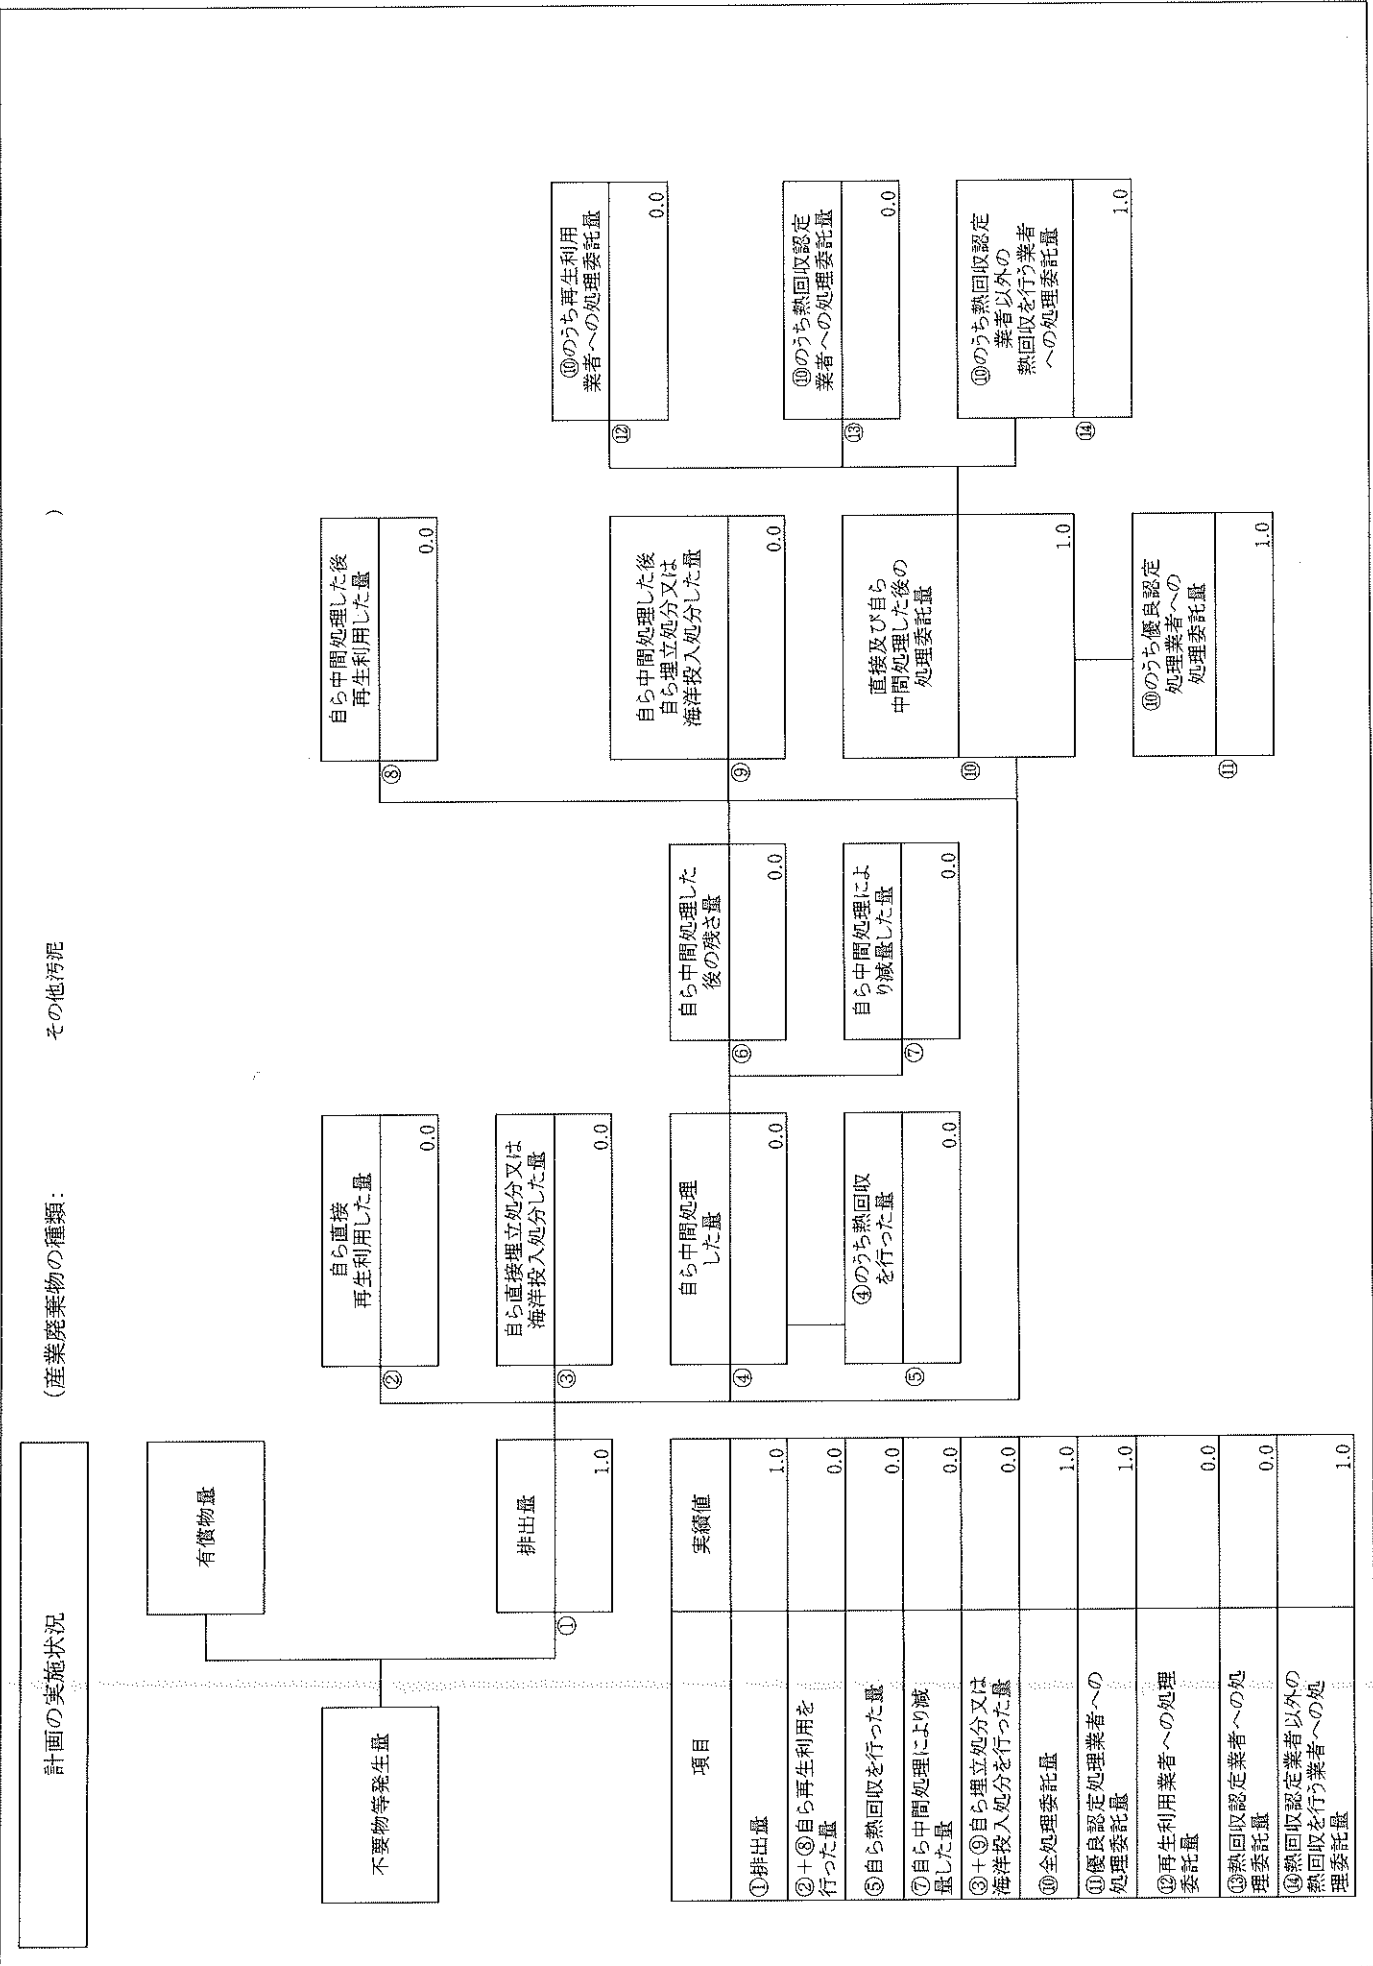 計画の実施状況
(産業廃棄物の種類： その他汚泥 )
不要物等発生量
有償物量
排出量
① 1.0
自ら直接
再生利用した量
② 0.0
自ら直接埋立処分又は
海洋投入処分した量
③ 0.0
自ら中間処理
した量
④ 0.0
④のうち熱回収
を行った量
⑤ 0.0
自ら中間処理した
後の残さ量
⑥ 0.0
自ら中間処理によ
り減量した量
⑦ 0.0
自ら中間処理した後
再生利用した量
⑧ 0.0
自ら中間処理した後
自ら埋立処分又は
海洋投入処分した量
⑨ 0.0
直接及び自ら
中間処理した後の
処理委託量
⑩ 1.0
⑩のうち優良認定
処理業者への
処理委託量
⑪ 1.0
⑩のうち再生利用
業者への処理委託量
⑫ 0.0
⑩のうち熱回収認定
業者への処理委託量
⑬ 0.0
⑩のうち熱回収認定
業者以外の
熱回収を行う業者
への処理委託量
⑭ 1.0
項目 実績値
①排出量 1.0
②＋⑧自ら再生利用を
行った量 0.0
⑤自ら熱回収を行った量 0.0
⑦自ら中間処理により減
量した量 0.0
③＋⑨自ら埋立処分又は
海洋投入処分を行った量 0.0
⑩全処理委託量 1.0
⑪優良認定処理業者への
処理委託量 1.0
⑫再生利用業者への処理
委託量 0.0
⑬熱回収認定業者への処
理委託量 0.0
⑭熱回収認定業者以外の
熱回収を行う業者への処
理委託量 1.0